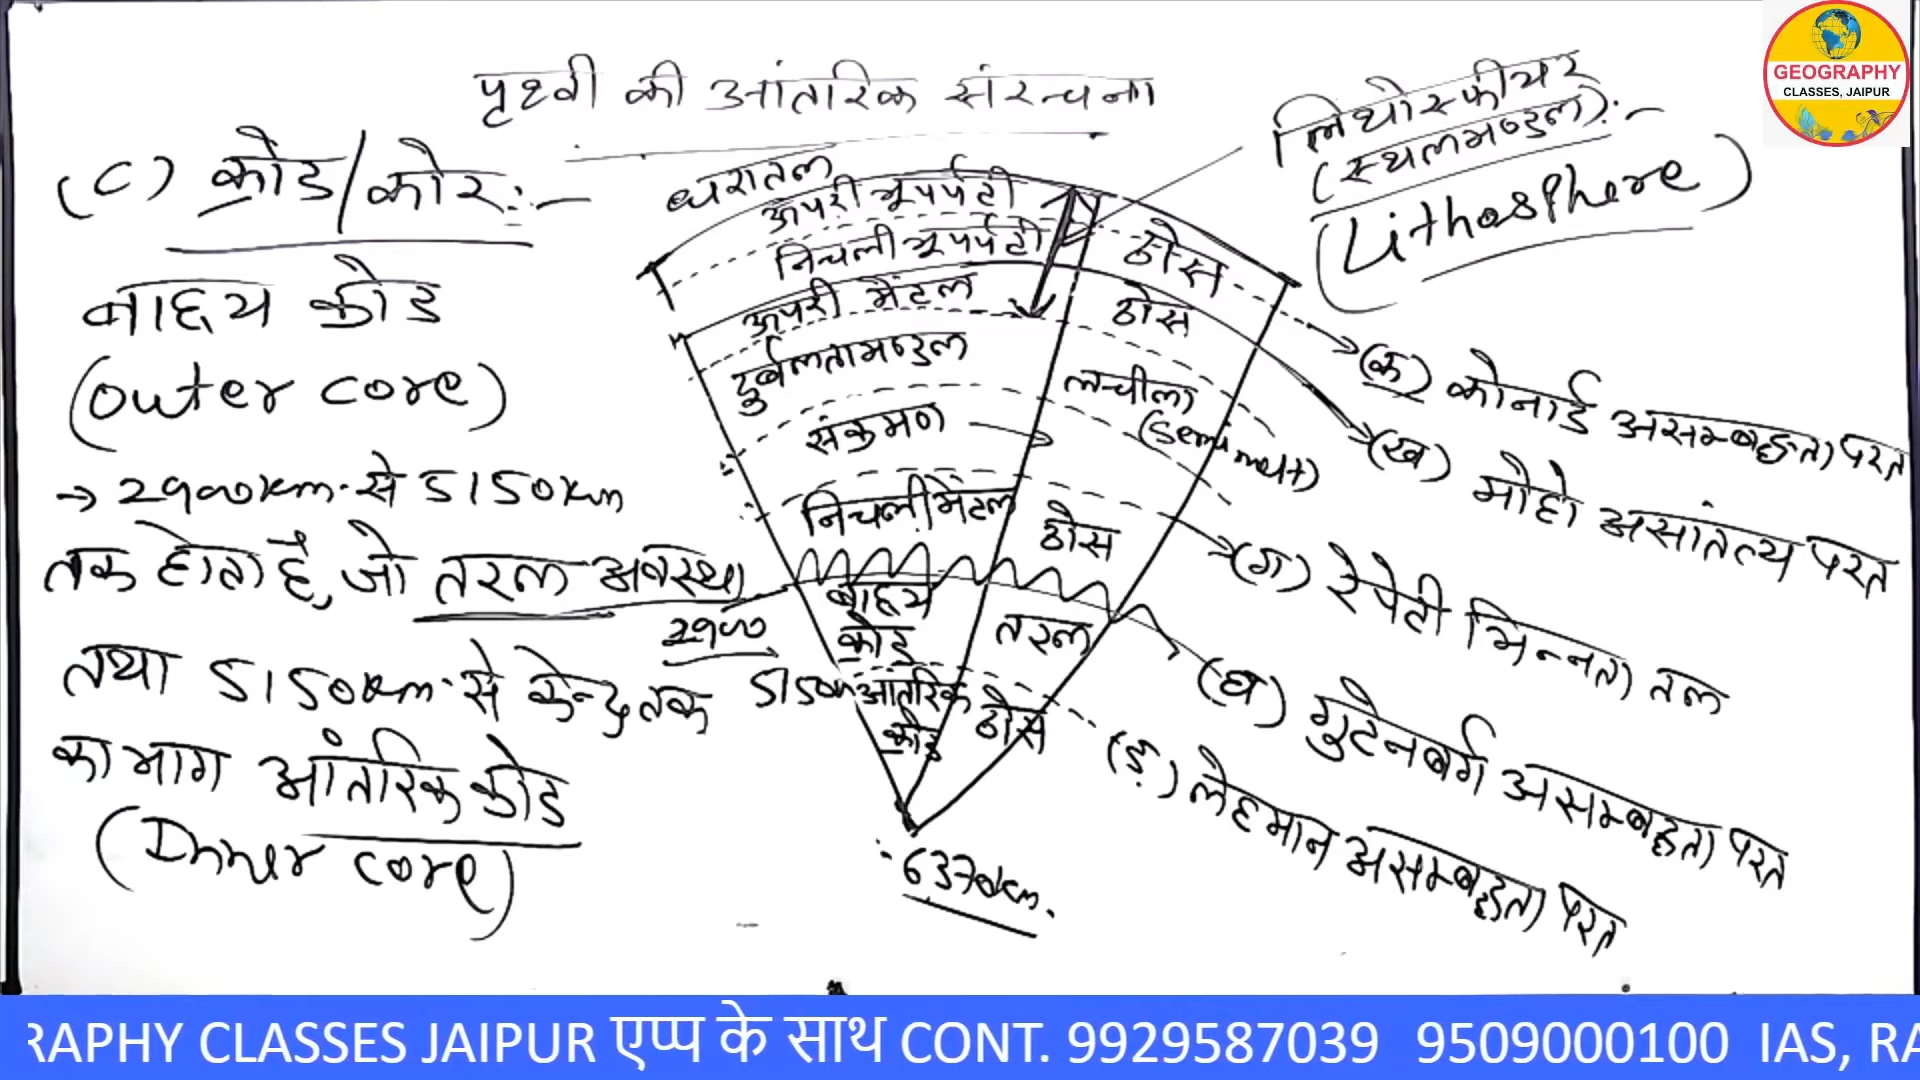 पृथ्वी की आंतरिक संरचना
(C) क्रोड/कोर:-
बाह्य क्रोड
(outer core)
→ 2900km. से 5150km
तक होता है, जो तरल अवस्था
तथा 5150km. से केन्द्र तक
का भाग आंतरिक क्रोड
(Inner core)
धरातल
ऊपरी भूपर्पटी
निचली भूपर्पटी
ऊपरी मैंटल
दुर्बलतामण्डल
संक्रमण
निचली मेंटल
बाह्य
क्रोड
2900
5150km
आंतरिक
क्रोड
ठोस
ठोस
लचीला
(Semi melt)
ठोस
तरल
ठोस
6370km.
लिथोस्फीयर
(स्थलमण्डल):-
(Lithosphere)
(क) कोनार्ड असम्बद्धता परत
(ख) मोहो असांतत्य परत
(ग) रेपेटी भिन्नता तल
(घ) गुटेनबर्ग असम्बद्धता परत
(ड़) लेहमान असम्बद्धता परत
GEOGRAPHY
CLASSES, JAIPUR
RAPHY CLASSES JAIPUR एप्प के साथ CONT. 9929587039 9509000100 IAS, RA